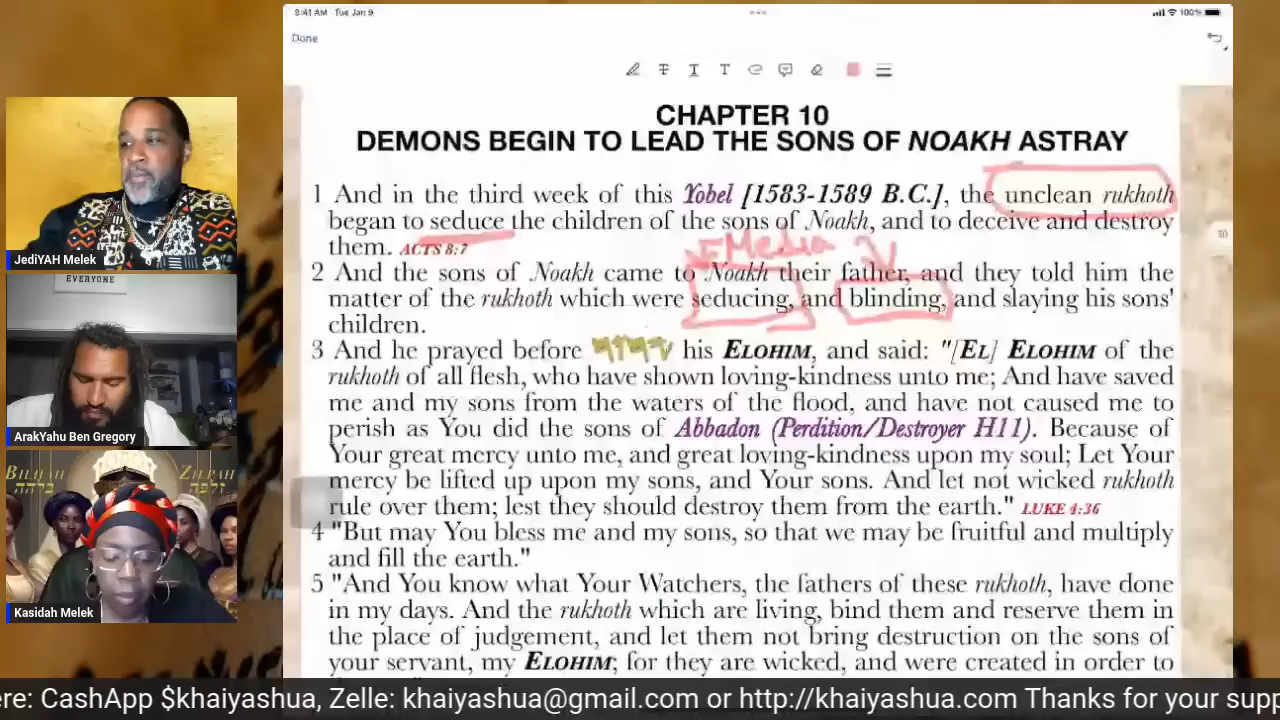 8:41 AM Tue Jan 9
100%
Done
CHAPTER 10
DEMONS BEGIN TO LEAD THE SONS OF NOAKH ASTRAY
1 And in the third week of this Yobel [1583-1589 B.C.], the unclean rukhoth
began to seduce the children of the sons of Noakh, and to deceive and destroy
them. ACTS 8:7
Media TV
2 And the sons of Noakh came to Noakh their father, and they told him the
matter of the rukhoth which were seducing, and blinding, and slaying his sons'
children.
3 And he prayed before his ELOHIM, and said: "[EL] ELOHIM of the
rukhoth of all flesh, who have shown loving-kindness unto me; And have saved
me and my sons from the waters of the flood, and have not caused me to
perish as You did the sons of Abbadon (Perdition/Destroyer H11). Because of
Your great mercy unto me, and great loving-kindness upon my soul; Let Your
mercy be lifted up upon my sons, and Your sons. And let not wicked rukhoth
rule over them; lest they should destroy them from the earth." LUKE 4:36
4 "But may You bless me and my sons, so that we may be fruitful and multiply
and fill the earth."
5 "And You know what Your Watchers, the fathers of these rukhoth, have done
in my days. And the rukhoth which are living, bind them and reserve them in
the place of judgement, and let them not bring destruction on the sons of
your servant, my ELOHIM; for they are wicked, and were created in order to
30
JediYAH Melek
EVERYONE
ArakYahu Ben Gregory
BILHAH
בלהה
ZILPAH
זלפה
Kasidah Melek
ere: CashApp $khaiyashua, Zelle: khaiyashua@gmail.com or http://khaiyashua.com Thanks for your supp